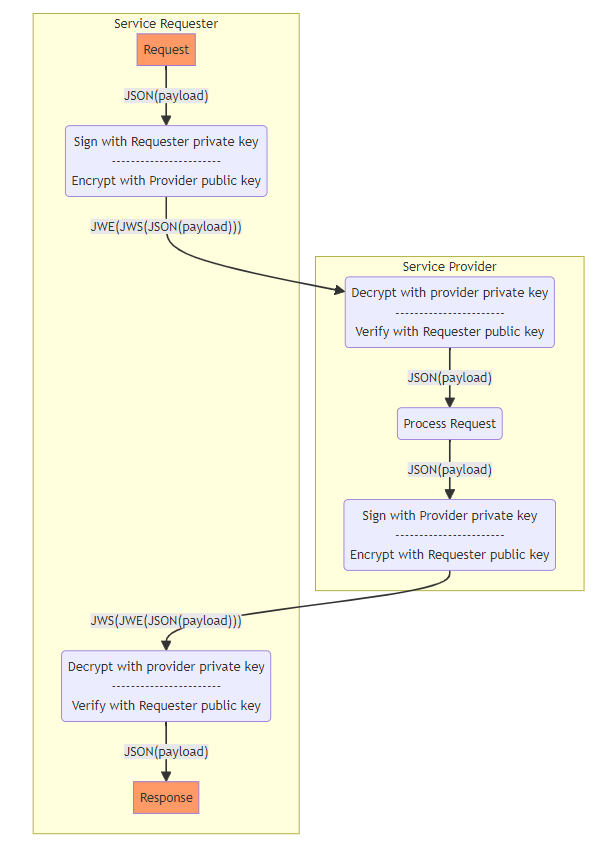 Service Requester
Request
JSON(payload)
Sign with Requester private key
-----------------------
Encrypt with Provider public key
JWE(JWS(JSON(payload)))
Service Provider
Decrypt with provider private key
-----------------------
Verify with Requester public key
JSON(payload)
Process Request
JSON(payload)
Sign with Provider private key
-----------------------
Encrypt with Requester public key
JWS(JWE(JSON(payload)))
Decrypt with provider private key
-----------------------
Verify with Requester public key
JSON(payload)
Response